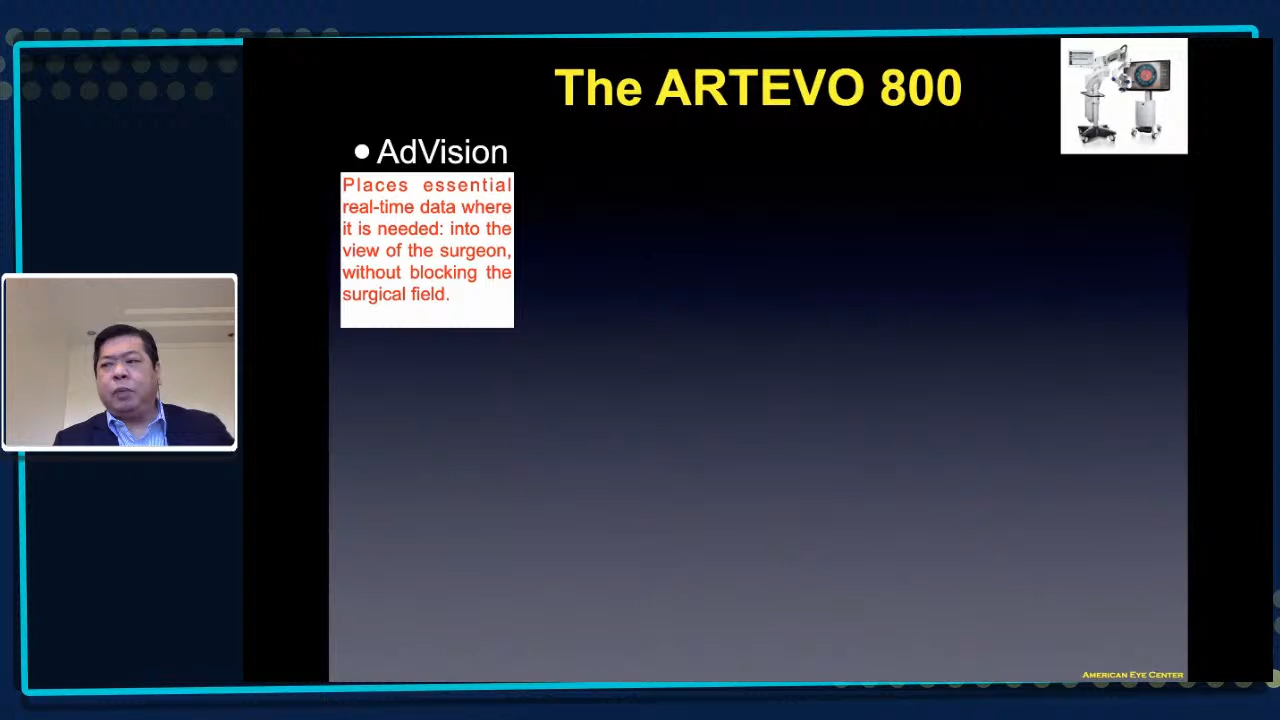 The ARTEVO 800
• AdVision
Places essential
real-time data where
it is needed: into the
view of the surgeon,
without blocking the
surgical field.
American Eye Center